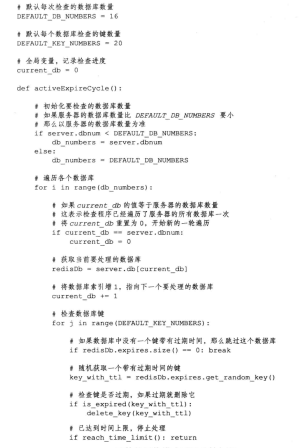 # 默认每次检查的数据库数量
DEFAULT_DB_NUMBERS = 16
# 默认每个数据库检查的键数量
DEFAULT_KEY_NUMBERS = 20
# 全局变量，记录检查进度
current_db = 0
def activeExpireCycle():
# 初始化要检查的数据库数量
# 如果服务器的数据库数量比 DEFAULT_DB_NUMBERS 要小
# 那么以服务器的数据库数量为准
if server.dbnum < DEFAULT_DB_NUMBERS:
db_numbers = server.dbnum
else:
db_numbers = DEFAULT_DB_NUMBERS
# 遍历各个数据库
for i in range(db_numbers):
# 如果 current_db 的值等于服务器的数据库数量
# 这表示检查程序已经遍历了服务器的所有数据库一次
# 将 current_db 重置为 0，开始新的一轮遍历
if current_db == server.dbnum:
current_db = 0
# 获取当前要处理的数据库
redisDb = server.db[current_db]
# 将数据库索引增 1，指向下一个要处理的数据库
current_db += 1
# 检查数据库键
for j in range(DEFAULT_KEY_NUMBERS):
# 如果数据库中没有一个键带有过期时间，那么跳过这个数据库
if redisDb.expires.size() == 0: break
# 随机获取一个带有过期时间的键
key_with_ttl = redisDb.expires.get_random_key()
# 检查键是否过期，如果过期就删除它
if is_expired(key_with_ttl):
delete_key(key_with_ttl)
# 已达到时间上限，停止处理
if reach_time_limit(): return